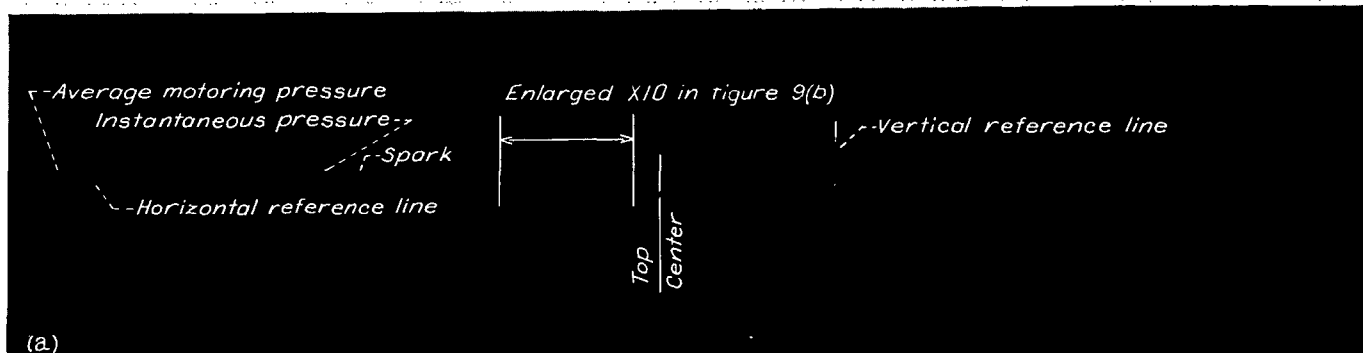 Average motoring pressure
Enlarged X10 in figure 9(b)
Instantaneous pressure
Vertical reference line
Spark
Horizontal reference line
Top
Center
(a)